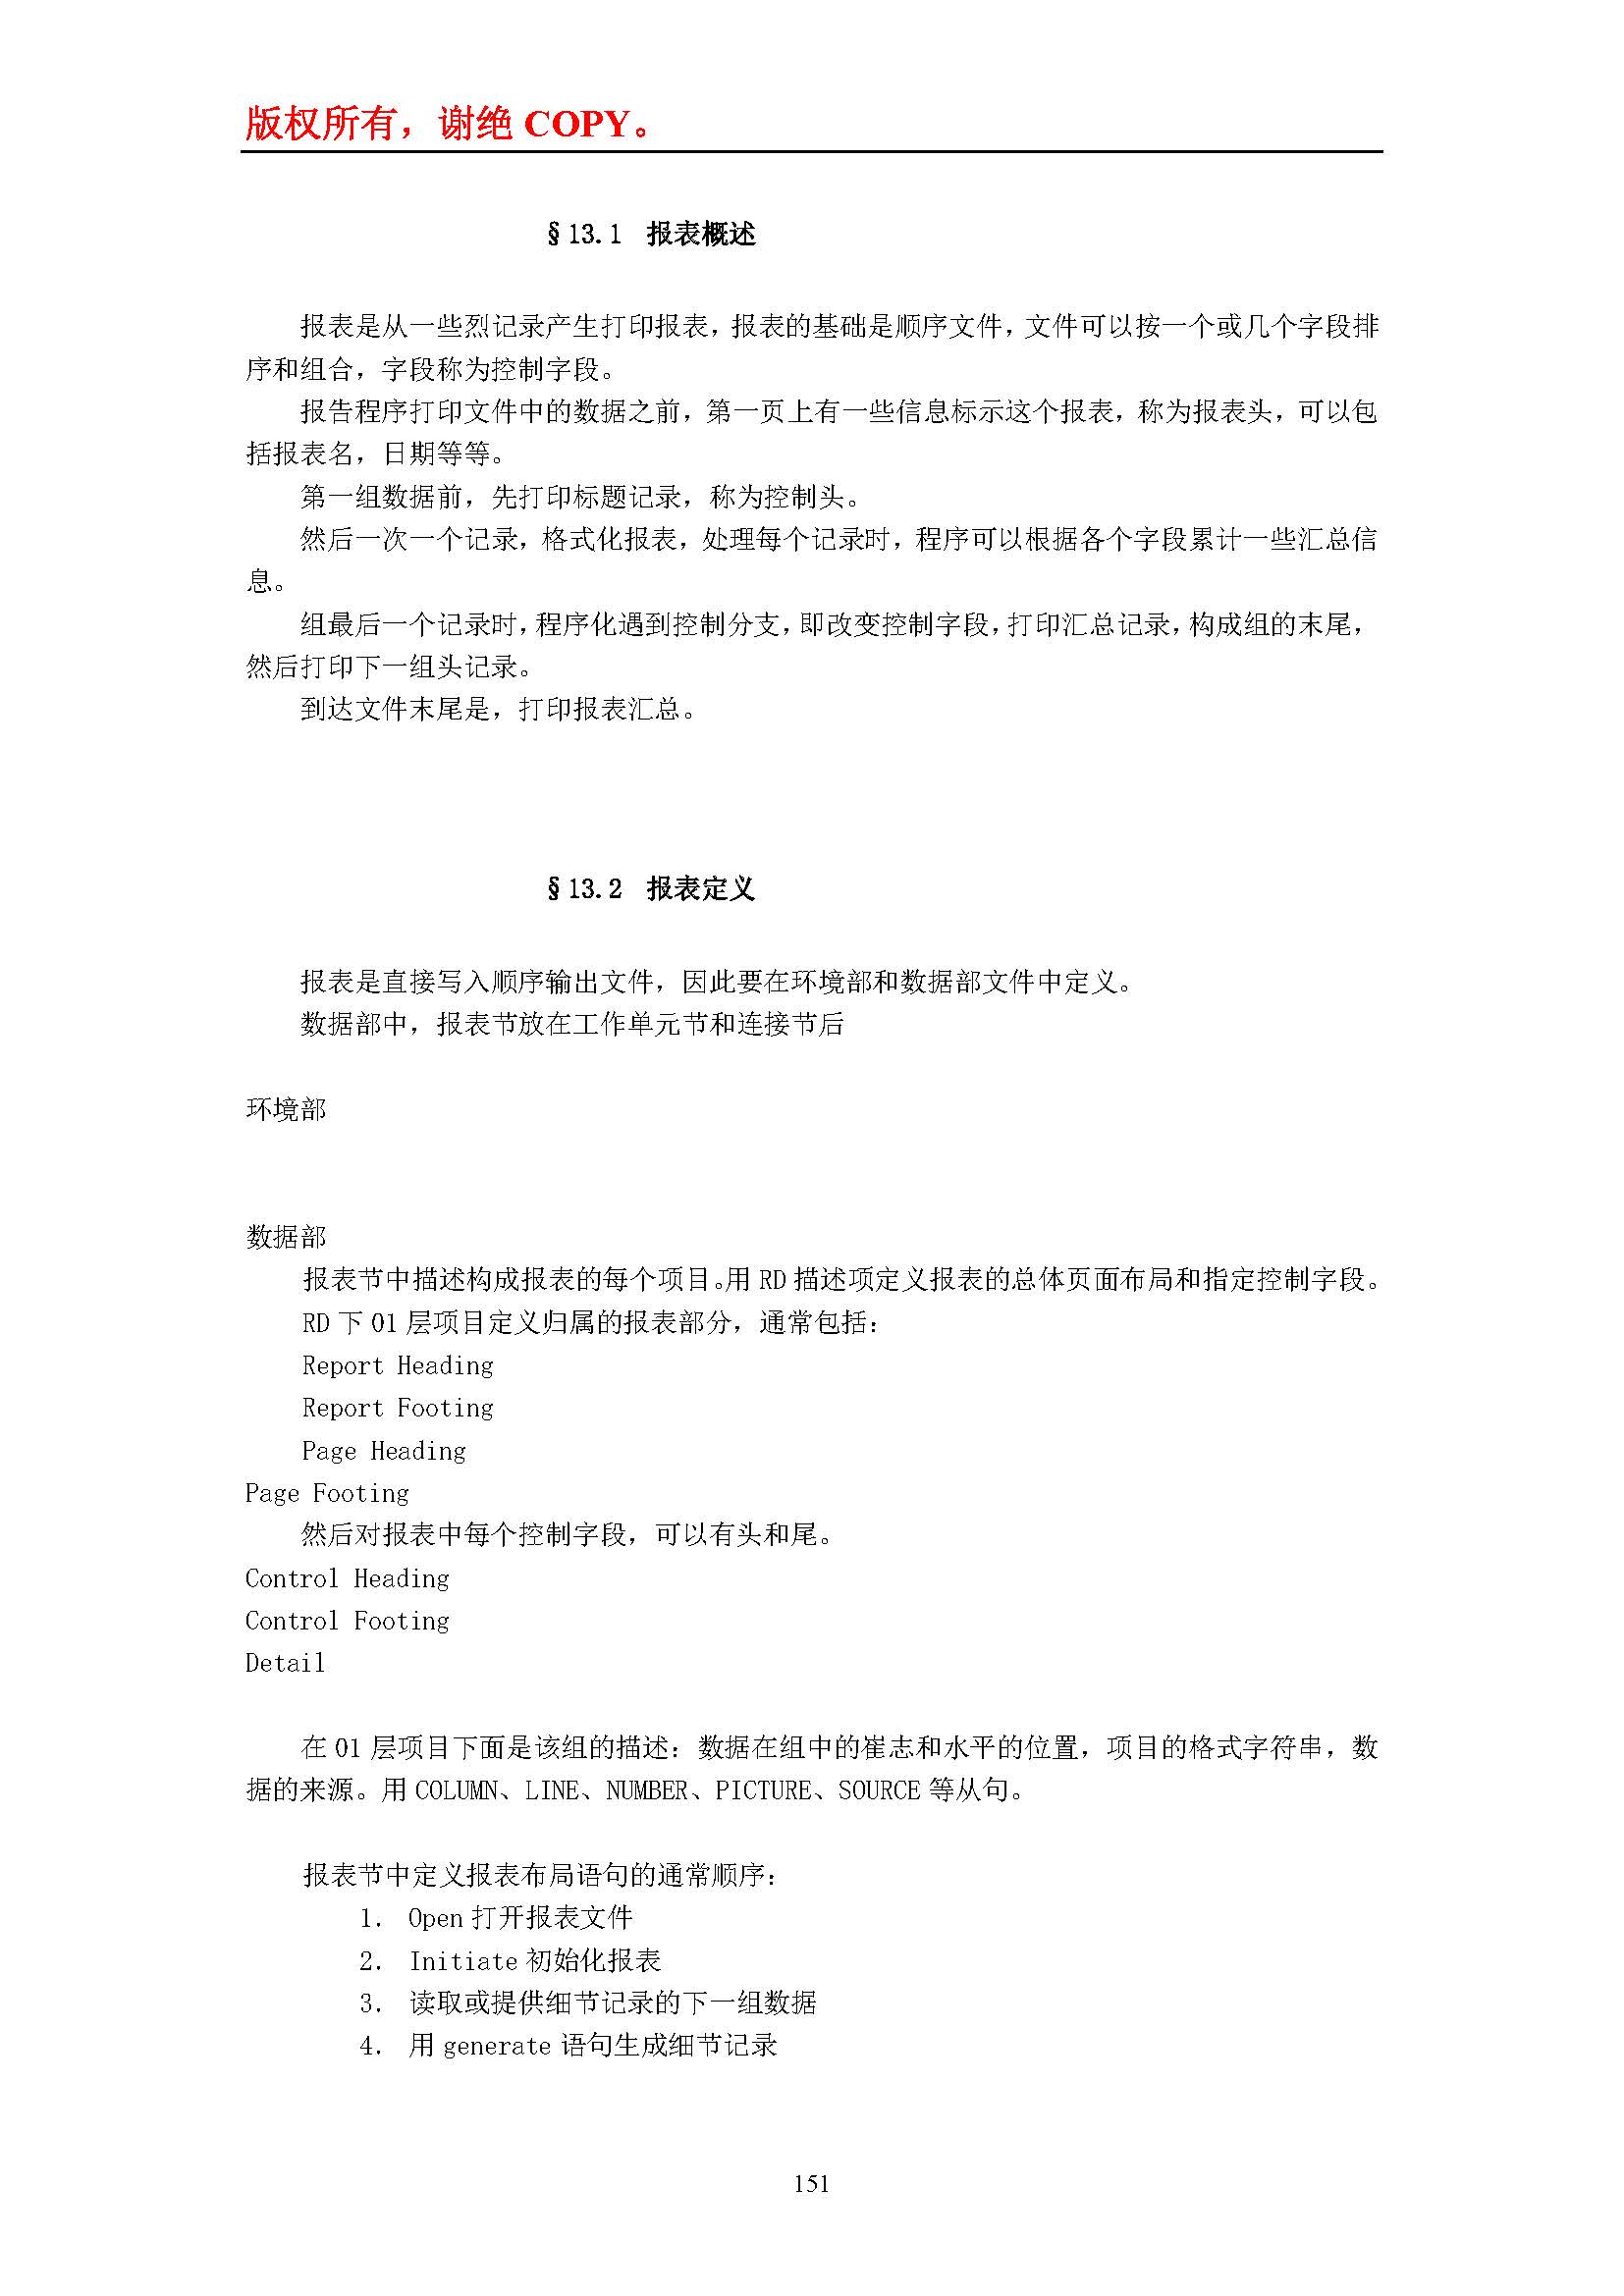 版权所有，谢绝 COPY。
§13.1 报表概述
报表是从一些烈记录产生打印报表，报表的基础是顺序文件，文件可以按一个或几个字段排
序和组合，字段称为控制字段。
报告程序打印文件中的数据之前，第一页上有一些信息标示这个报表，称为报表头，可以包
括报表名，日期等等。
第一组数据前，先打印标题记录，称为控制头。
然后一次一个记录，格式化报表，处理每个记录时，程序可以根据各个字段累计一些汇总信
息。
组最后一个记录时，程序化遇到控制分支，即改变控制字段，打印汇总记录，构成组的末尾，
然后打印下一组头记录。
到达文件末尾是，打印报表汇总。
§13.2 报表定义
报表是直接写入顺序输出文件，因此要在环境部和数据部文件中定义。
数据部中，报表节放在工作单元节和连接节后
环境部
数据部
报表节中描述构成报表的每个项目。用 RD 描述项定义报表的总体页面布局和指定控制字段。
RD 下 01 层项目定义归属的报表部分，通常包括：
Report Heading
Report Footing
Page Heading
Page Footing
然后对报表中每个控制字段，可以有头和尾。
Control Heading
Control Footing
Detail
在 01 层项目下面是该组的描述：数据在组中的崔志和水平的位置，项目的格式字符串，数
据的来源。用 COLUMN、LINE、NUMBER、PICTURE、SOURCE 等从句。
报表节中定义报表布局语句的通常顺序：
1. Open 打开报表文件
2. Initiate 初始化报表
3. 读取或提供细节记录的下一组数据
4. 用 generate 语句生成细节记录
151